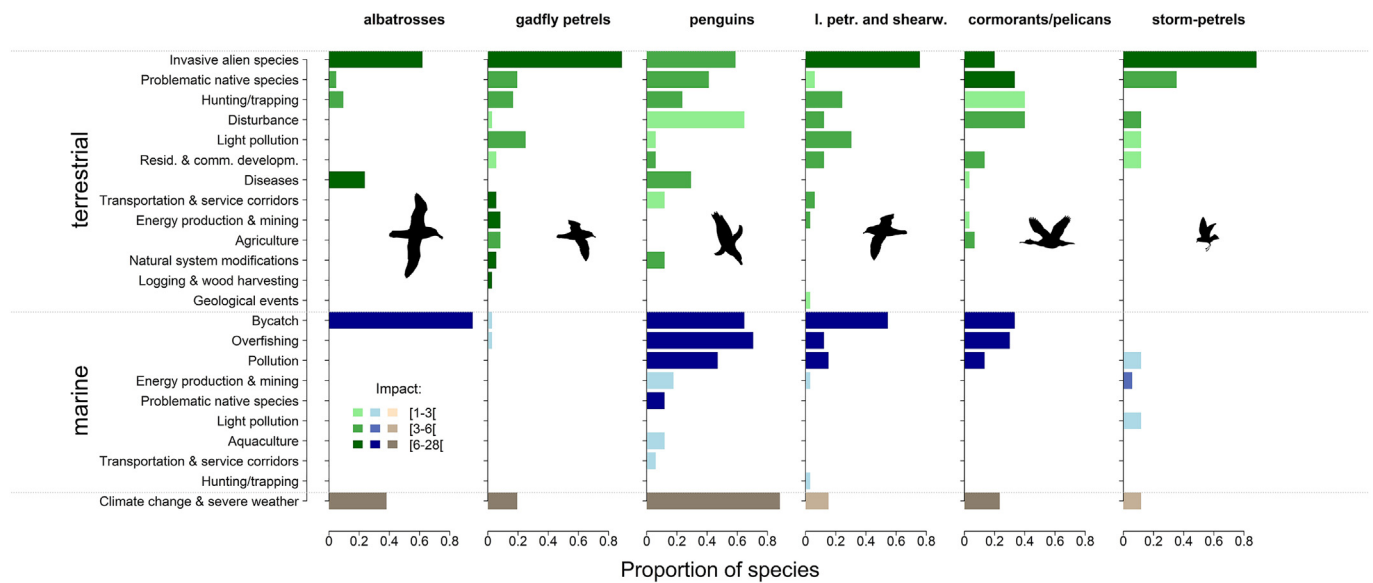 albatrosses gadfly petrels penguins l. petr. and shearw. cormorants/pelicans storm-petrels
terrestrial
Invasive alien species
Problematic native species
Hunting/trapping
Disturbance
Light pollution
Resid. & comm. developm.
Diseases
Transportation & service corridors
Energy production & mining
Agriculture
Natural system modifications
Logging & wood harvesting
Geological events
marine
Bycatch
Overfishing
Pollution
Energy production & mining
Problematic native species
Light pollution
Aquaculture
Transportation & service corridors
Hunting/trapping
Climate change & severe weather
Impact:
[1-3[
[3-6[
[6-28[
0 0.2 0.4 0.6 0.8 0 0.2 0.4 0.6 0.8 0 0.2 0.4 0.6 0.8 0 0.2 0.4 0.6 0.8 0 0.2 0.4 0.6 0.8 0 0.2 0.4 0.6 0.8
Proportion of species